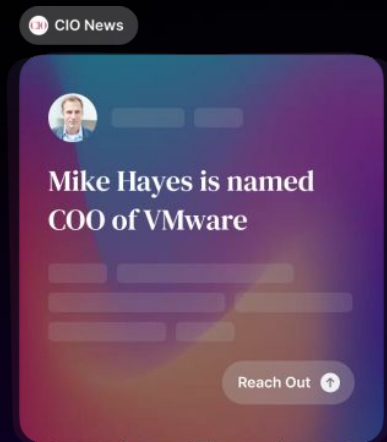 CIO CIO News
Mike Hayes is named
COO of VMware
Reach Out